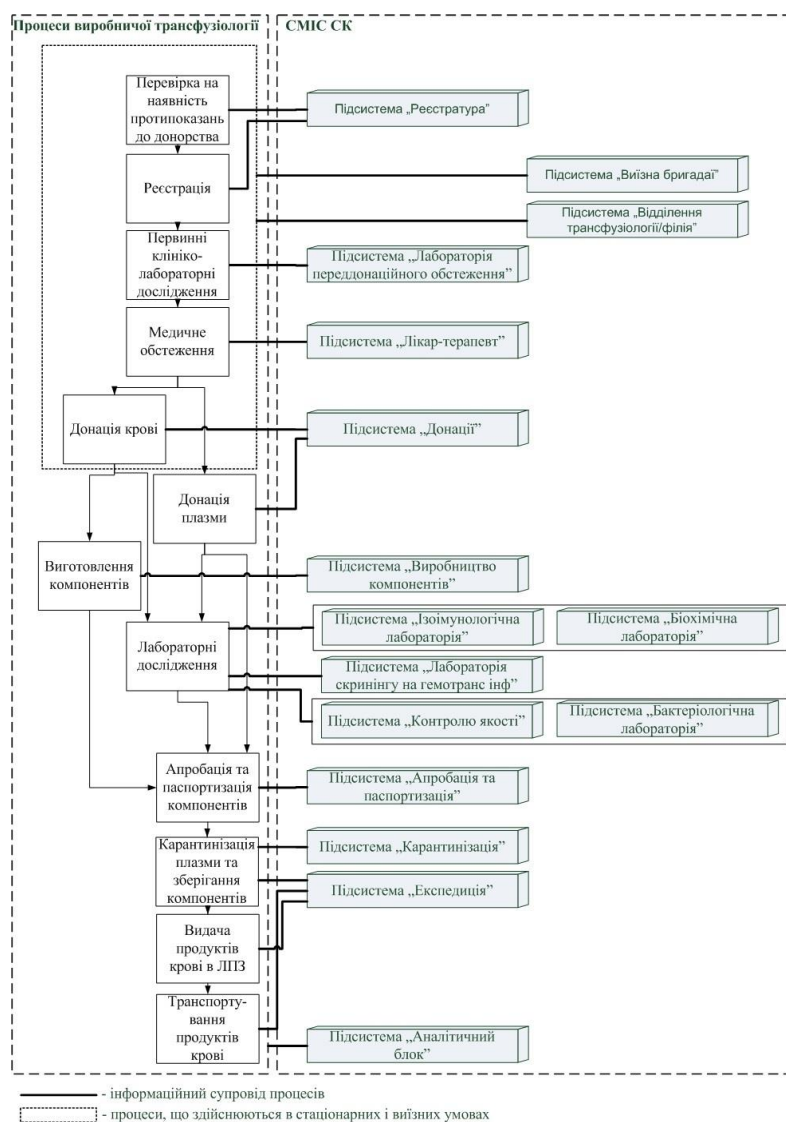 Процеси виробничої трансфузіології
СМІС СК
Перевірка на
наявність
протипоказань
до донорства
Підсистема „Реєстратура”
Реєстрація
Підсистема „Виїзна бригадаї”
Підсистема „Відділення
трансфузіології/філія”
Первинні
клініко-
лабораторні
дослідження
Підсистема „Лабораторія
переддонаційного обстеження”
Медичне
обстеження
Підсистема „Лікар-терапевт”
Донація крові
Підсистема „Донації”
Донація
плазми
Виготовлення
компонентів
Підсистема „Виробництво
компонентів”
Лабораторні
дослідження
Підсистема „Ізоімунологічна
лабораторія”
Підсистема „Біохімічна
лабораторія”
Підсистема „Лабораторія
скринінгу на гемотранс інф”
Підсистема „Контролю якості”
Підсистема „Бактеріологічна
лабораторія”
Апробація та
паспортизація
компонентів
Підсистема „Апробація та
паспортизація”
Карантинізація
плазми та
зберігання
компонентів
Підсистема „Карантинізація”
Підсистема „Експедиція”
Видача
продуктів
крові в ЛПЗ
Транспорту-
вання
продуктів
крові
Підсистема „Аналітичний
блок”
- інформаційний супровід процесів
- процеси, що здійснюються в стаціонарних і виїзних умовах